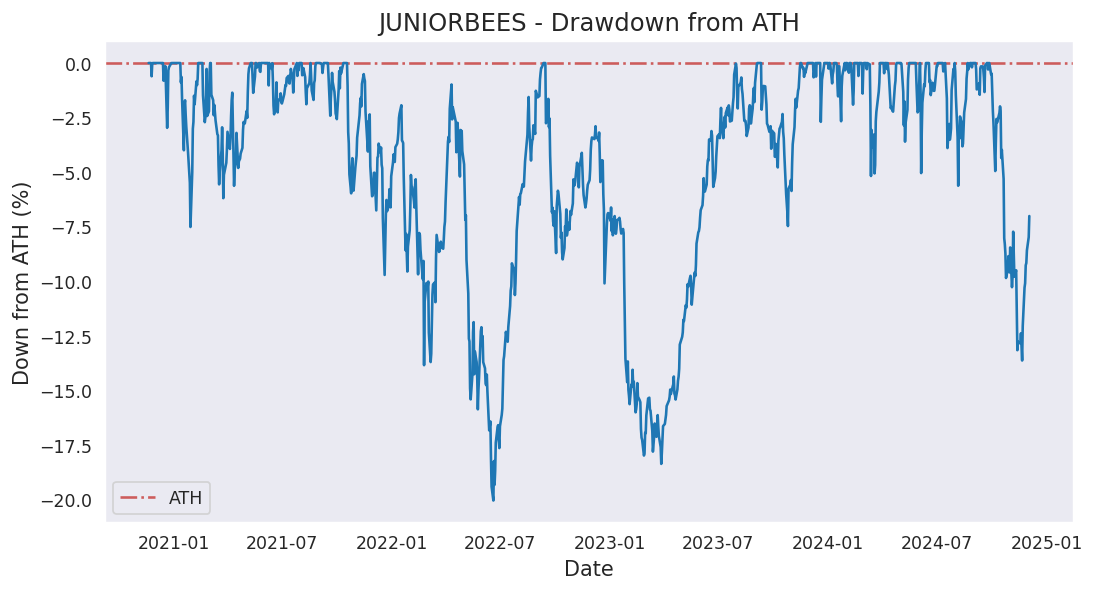 JUNIORBEES - Drawdown from ATH
Down from ATH (%)
0.0
−2.5
−5.0
−7.5
−10.0
−12.5
−15.0
−17.5
−20.0
ATH
2021-01 2021-07 2022-01 2022-07 2023-01 2023-07 2024-01 2024-07 2025-01
Date